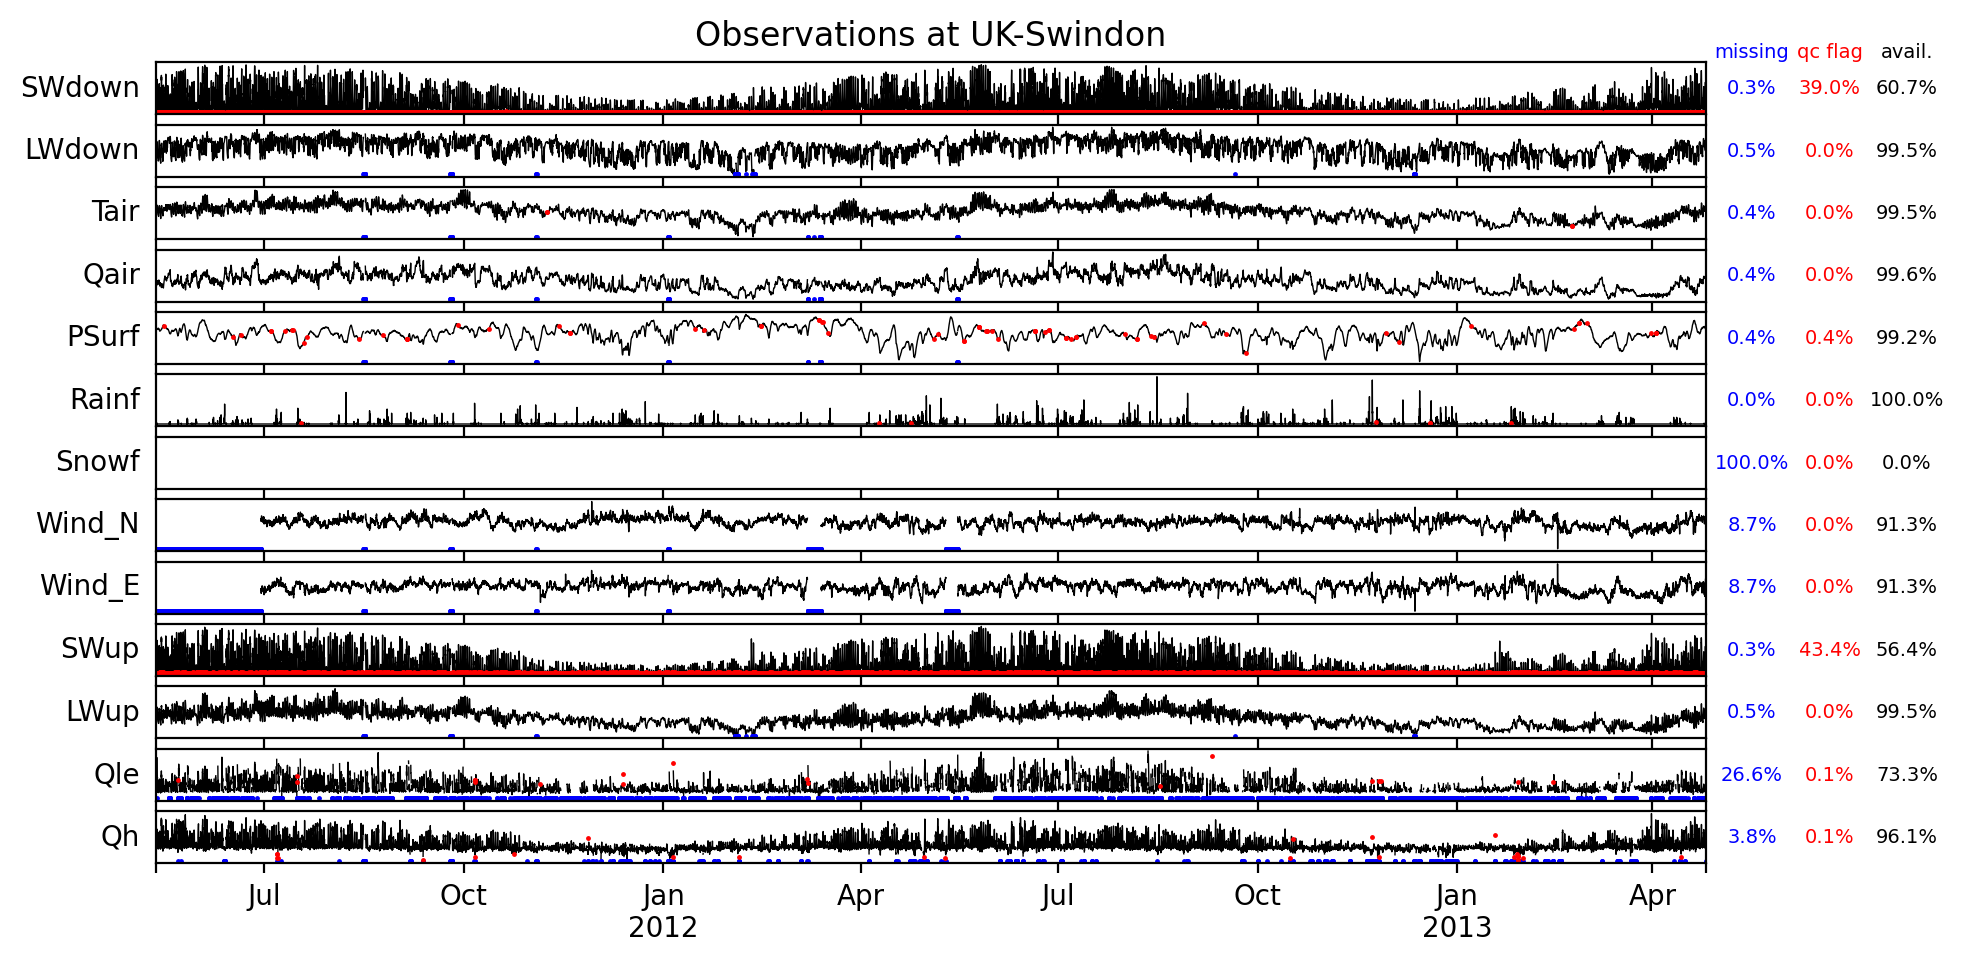 Observations at UK-Swindon
missing qc flag avail.
SWdown 0.3% 39.0% 60.7%
LWdown 0.5% 0.0% 99.5%
Tair 0.4% 0.0% 99.5%
Qair 0.4% 0.0% 99.6%
PSurf 0.4% 0.4% 99.2%
Rainf 0.0% 0.0% 100.0%
Snowf 100.0% 0.0% 0.0%
Wind_N 8.7% 0.0% 91.3%
Wind_E 8.7% 0.0% 91.3%
SWup 0.3% 43.4% 56.4%
LWup 0.5% 0.0% 99.5%
Qle 26.6% 0.1% 73.3%
Qh 3.8% 0.1% 96.1%
Jul Oct Jan Apr Jul Oct Jan Apr
2012 2013